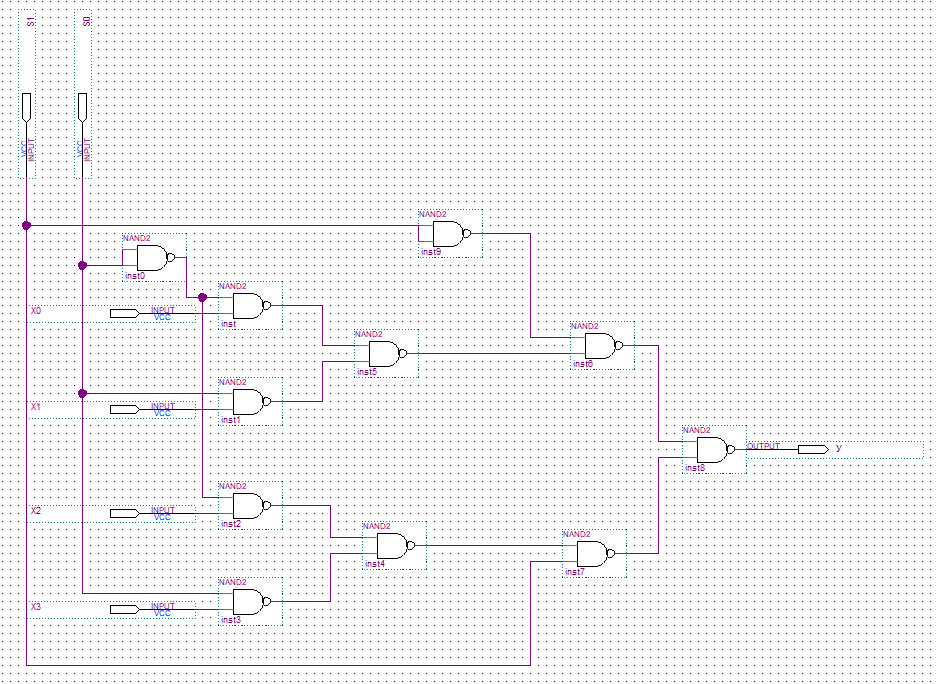 S1
S0
VCC
INPUT
VCC
INPUT
NAND2
inst9
NAND2
inst0
NAND2
inst
X0
INPUT
VCC
NAND2
inst5
NAND2
inst6
NAND2
inst1
X1
INPUT
VCC
NAND2
inst8
OUTPUT
y
NAND2
inst2
X2
INPUT
VCC
NAND2
inst4
NAND2
inst7
NAND2
inst3
X3
INPUT
VCC